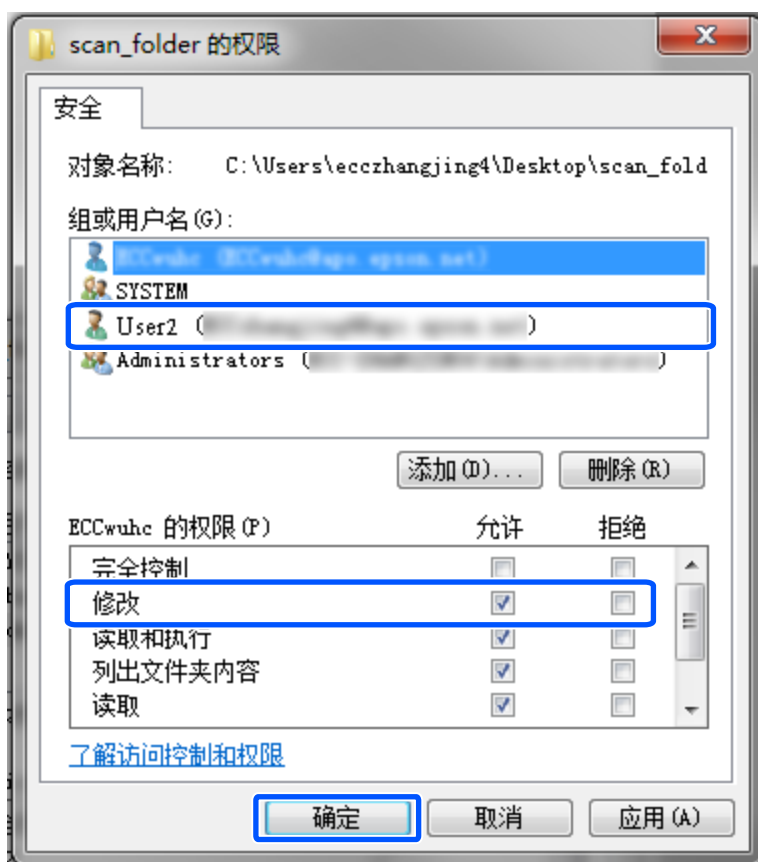 scan_folder 的权限
安全
对象名称: C:\Users\ecczhangjing4\Desktop\scan_fold
组或用户名(G):
SYSTEM
User2 ( )
Administrators ( )
添加(D)... 删除(R)
ECCwuhc 的权限(P) 允许 拒绝
完全控制
修改
读取和执行
列出文件夹内容
读取
了解访问控制和权限
确定 取消 应用(A)